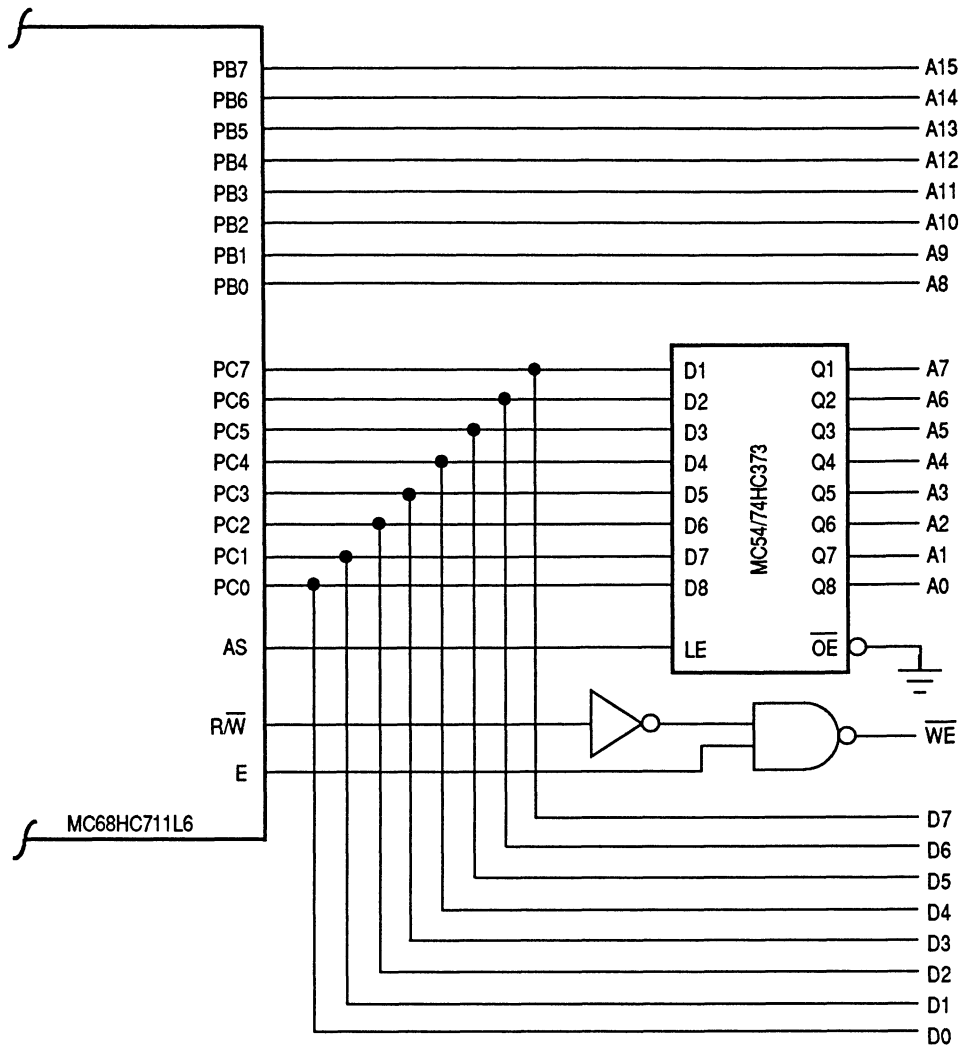 PB7 A15
PB6 A14
PB5 A13
PB4 A12
PB3 A11
PB2 A10
PB1 A9
PB0 A8
PC7 D1 Q1 A7
PC6 D2 Q2 A6
PC5 D3 Q3 A5
PC4 D4 Q4 A4
PC3 D5 Q5 A3
PC2 D6 Q6 A2
PC1 D7 Q7 A1
PC0 D8 Q8 A0
MC54/74HC373
AS LE O̅E̅
R/W̅ W̅E̅
E
MC68HC711L6
D7
D6
D5
D4
D3
D2
D1
D0